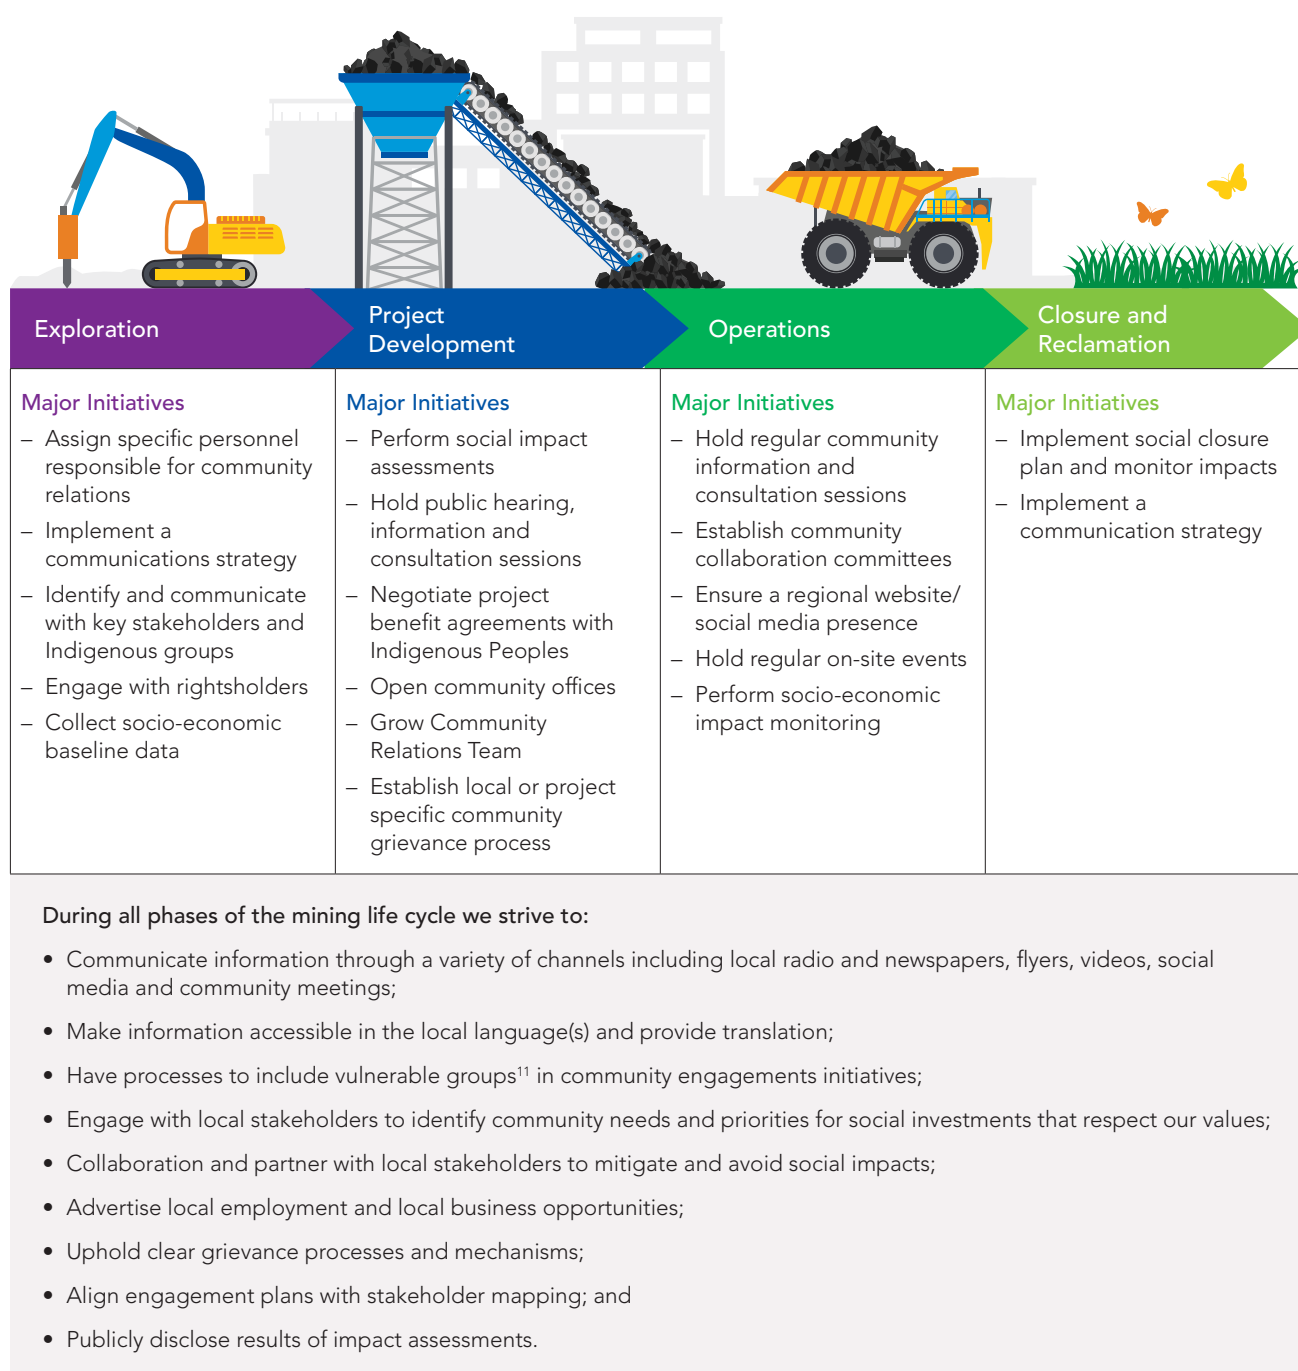 Exploration
Project
Development
Operations
Closure and
Reclamation
Major Initiatives
– Assign specific personnel
responsible for community
relations
– Implement a
communications strategy
– Identify and communicate
with key stakeholders and
Indigenous groups
– Engage with rightsholders
– Collect socio-economic
baseline data
Major Initiatives
– Perform social impact
assessments
– Hold public hearing,
information and
consultation sessions
– Negotiate project
benefit agreements with
Indigenous Peoples
– Open community offices
– Grow Community
Relations Team
– Establish local or project
specific community
grievance process
Major Initiatives
– Hold regular community
information and
consultation sessions
– Establish community
collaboration committees
– Ensure a regional website/
social media presence
– Hold regular on-site events
– Perform socio-economic
impact monitoring
Major Initiatives
– Implement social closure
plan and monitor impacts
– Implement a
communication strategy
During all phases of the mining life cycle we strive to:
• Communicate information through a variety of channels including local radio and newspapers, flyers, videos, social
media and community meetings;
• Make information accessible in the local language(s) and provide translation;
• Have processes to include vulnerable groups¹¹ in community engagements initiatives;
• Engage with local stakeholders to identify community needs and priorities for social investments that respect our values;
• Collaboration and partner with local stakeholders to mitigate and avoid social impacts;
• Advertise local employment and local business opportunities;
• Uphold clear grievance processes and mechanisms;
• Align engagement plans with stakeholder mapping; and
• Publicly disclose results of impact assessments.